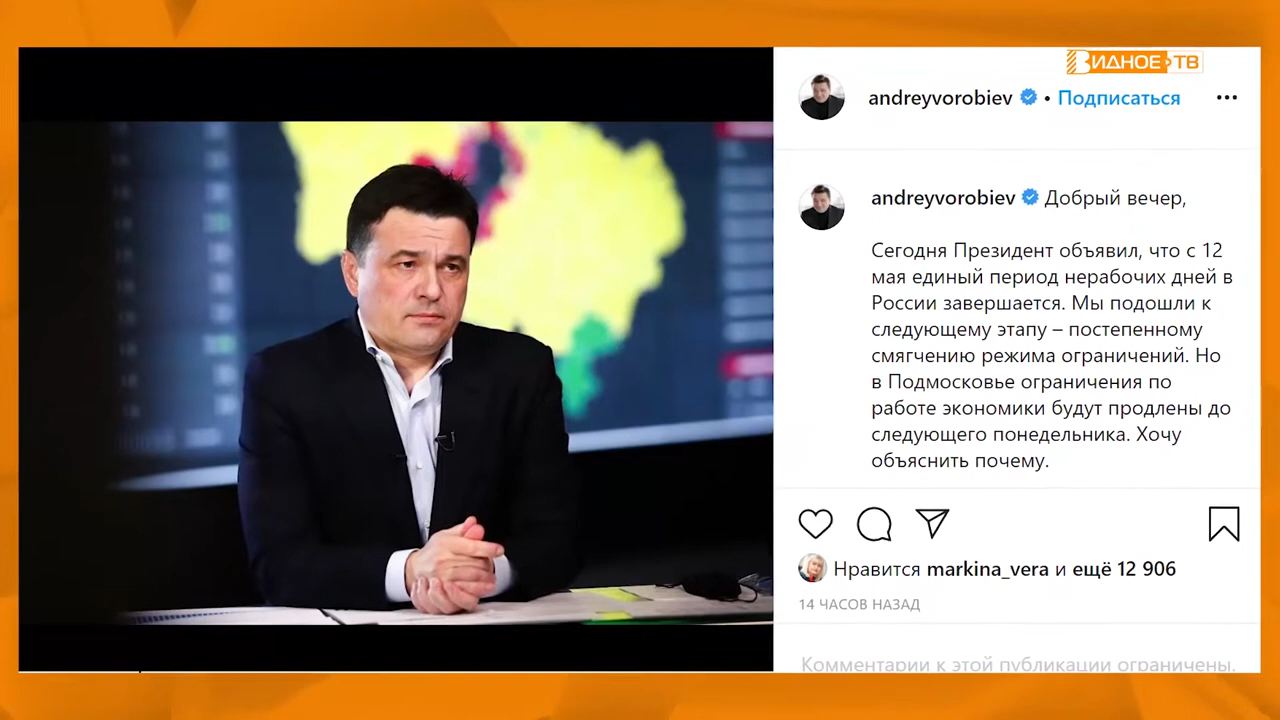 ВИДНОЕ ТВ
andreyvorobiev • Подписаться •••
andreyvorobiev Добрый вечер,
Сегодня Президент объявил, что с 12
мая единый период нерабочих дней в
России завершается. Мы подошли к
следующему этапу – постепенному
смягчению режима ограничений. Но
в Подмосковье ограничения по
работе экономики будут продлены до
следующего понедельника. Хочу
объяснить почему.
Нравится markina_vera и ещё 12 906
14 ЧАСОВ НАЗАД
Комментарии к этой публикации ограничены.